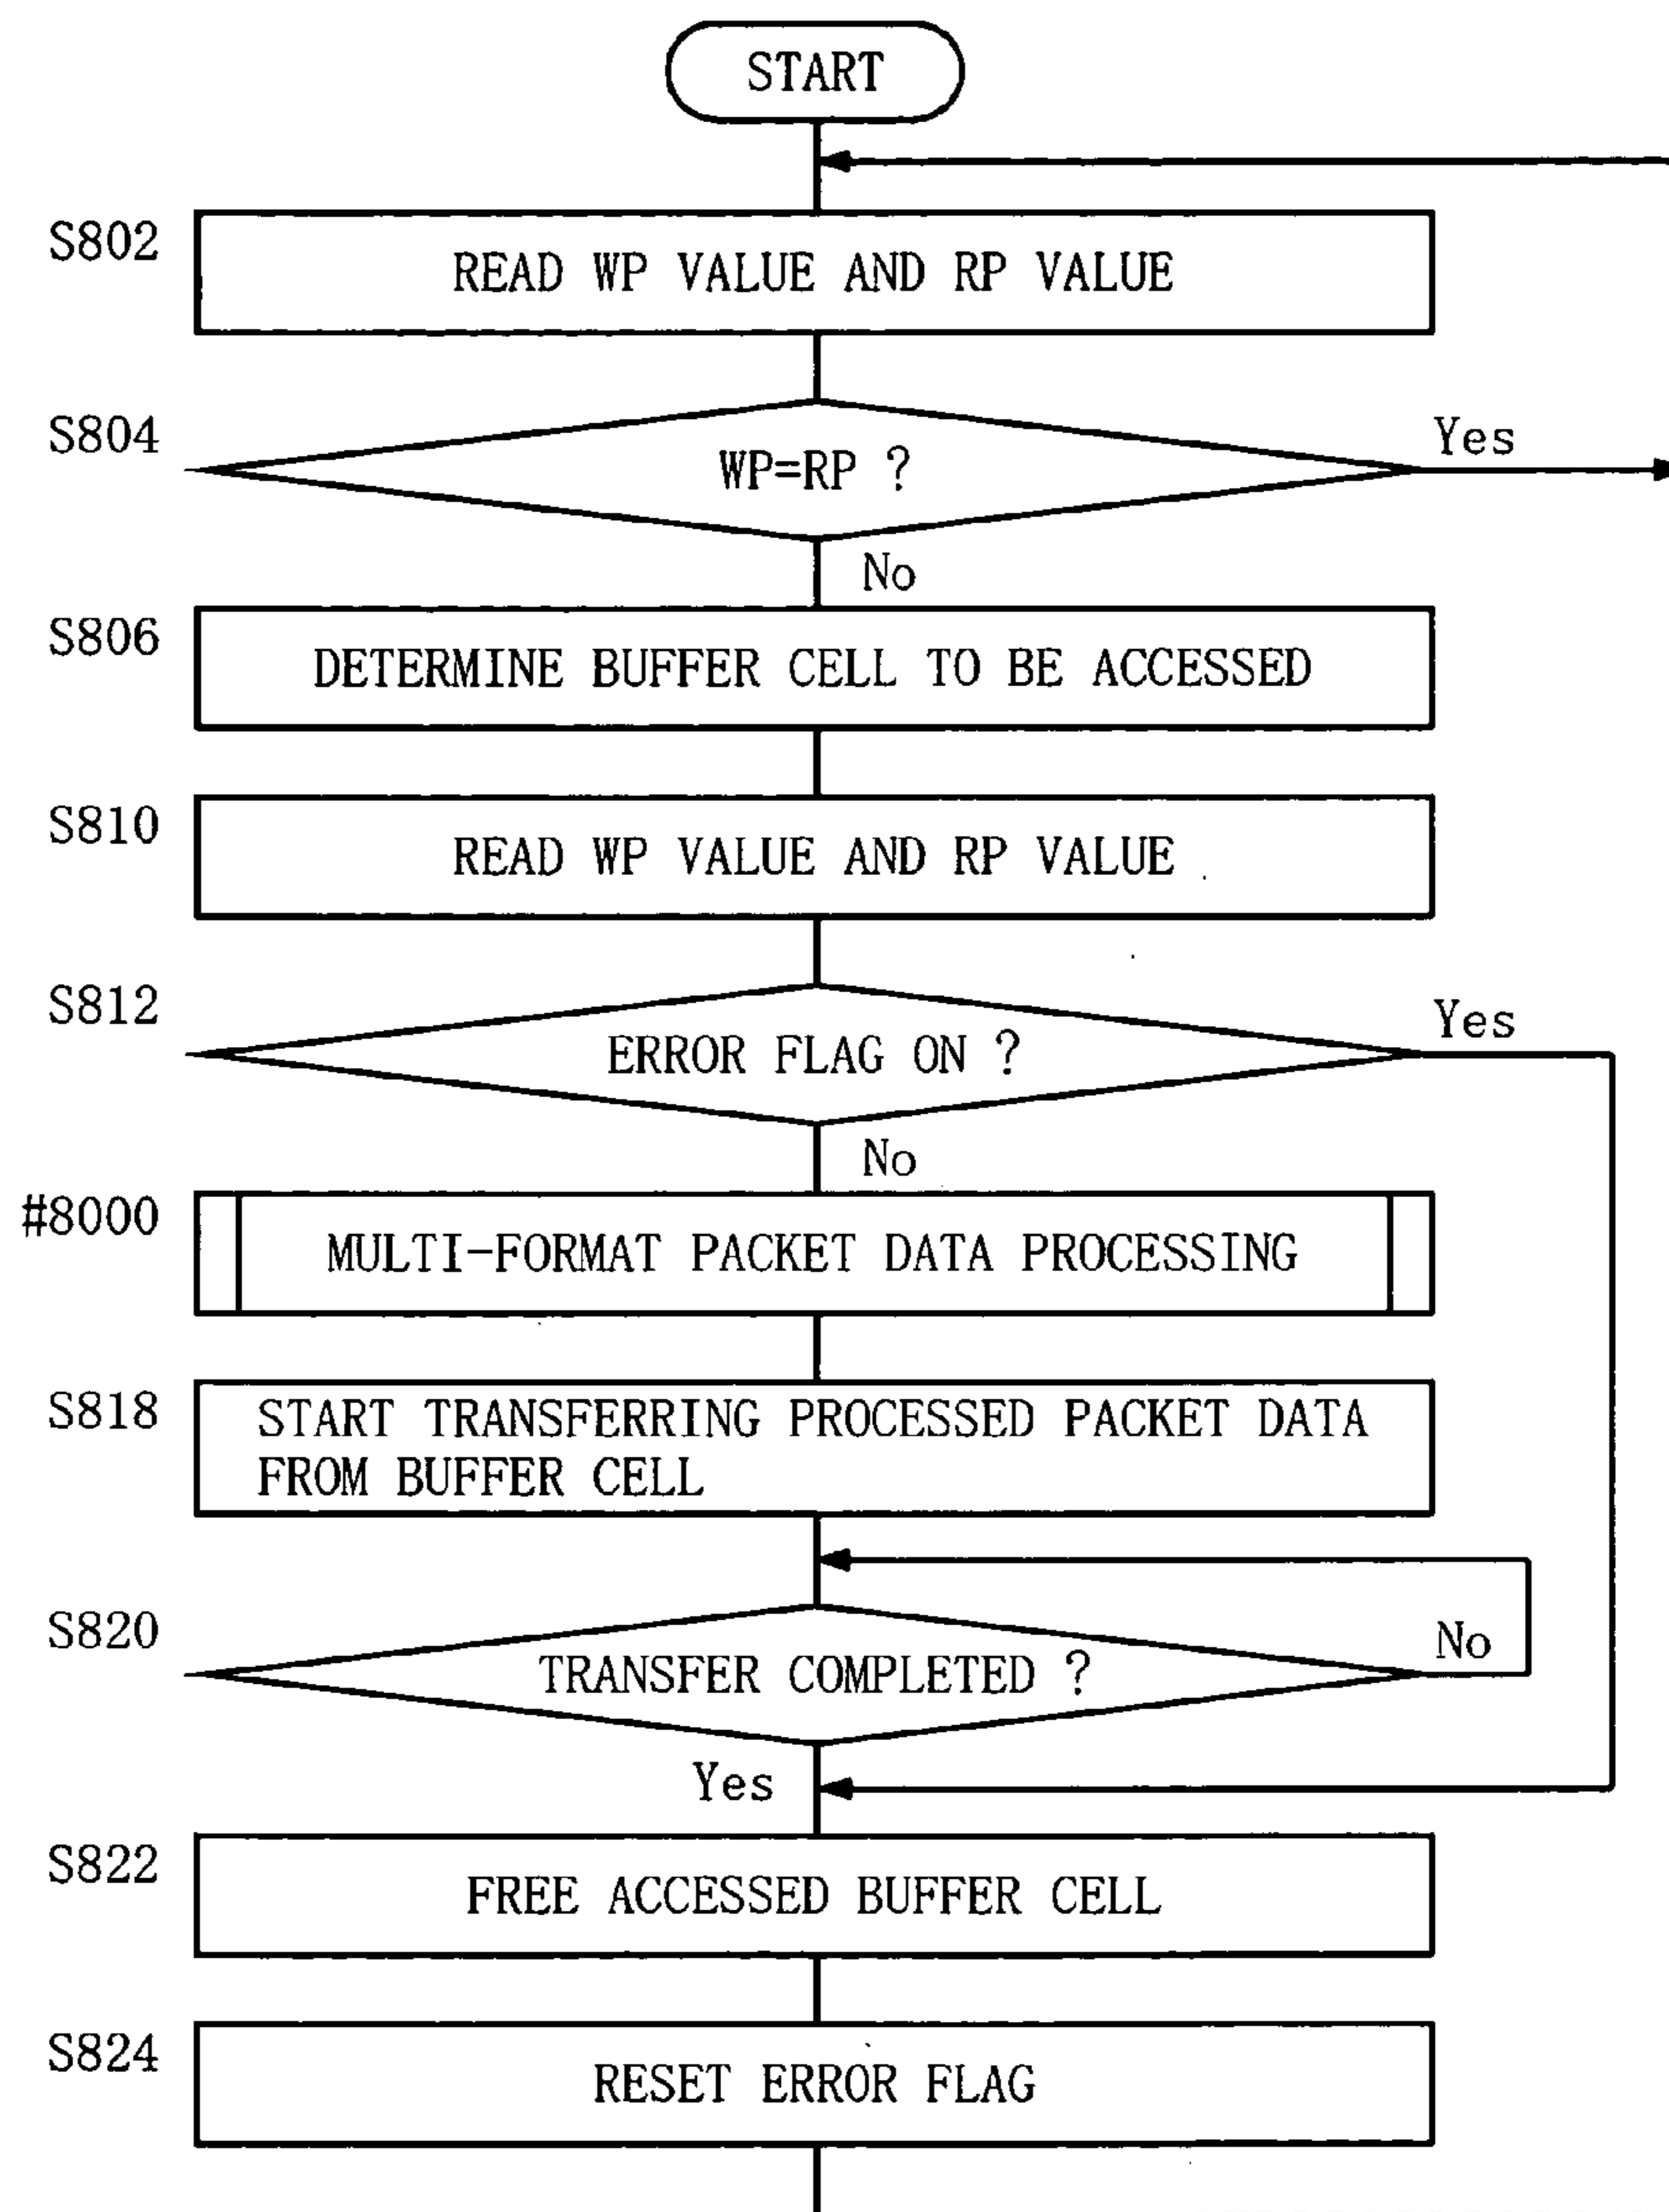 START
S802
READ WP VALUE AND RP VALUE
S804
WP=RP ?
Yes
No
S806
DETERMINE BUFFER CELL TO BE ACCESSED
S810
READ WP VALUE AND RP VALUE
S812
ERROR FLAG ON ?
Yes
No
#8000
MULTI-FORMAT PACKET DATA PROCESSING
S818
START TRANSFERRING PROCESSED PACKET DATA
FROM BUFFER CELL
S820
TRANSFER COMPLETED ?
No
Yes
S822
FREE ACCESSED BUFFER CELL
S824
RESET ERROR FLAG